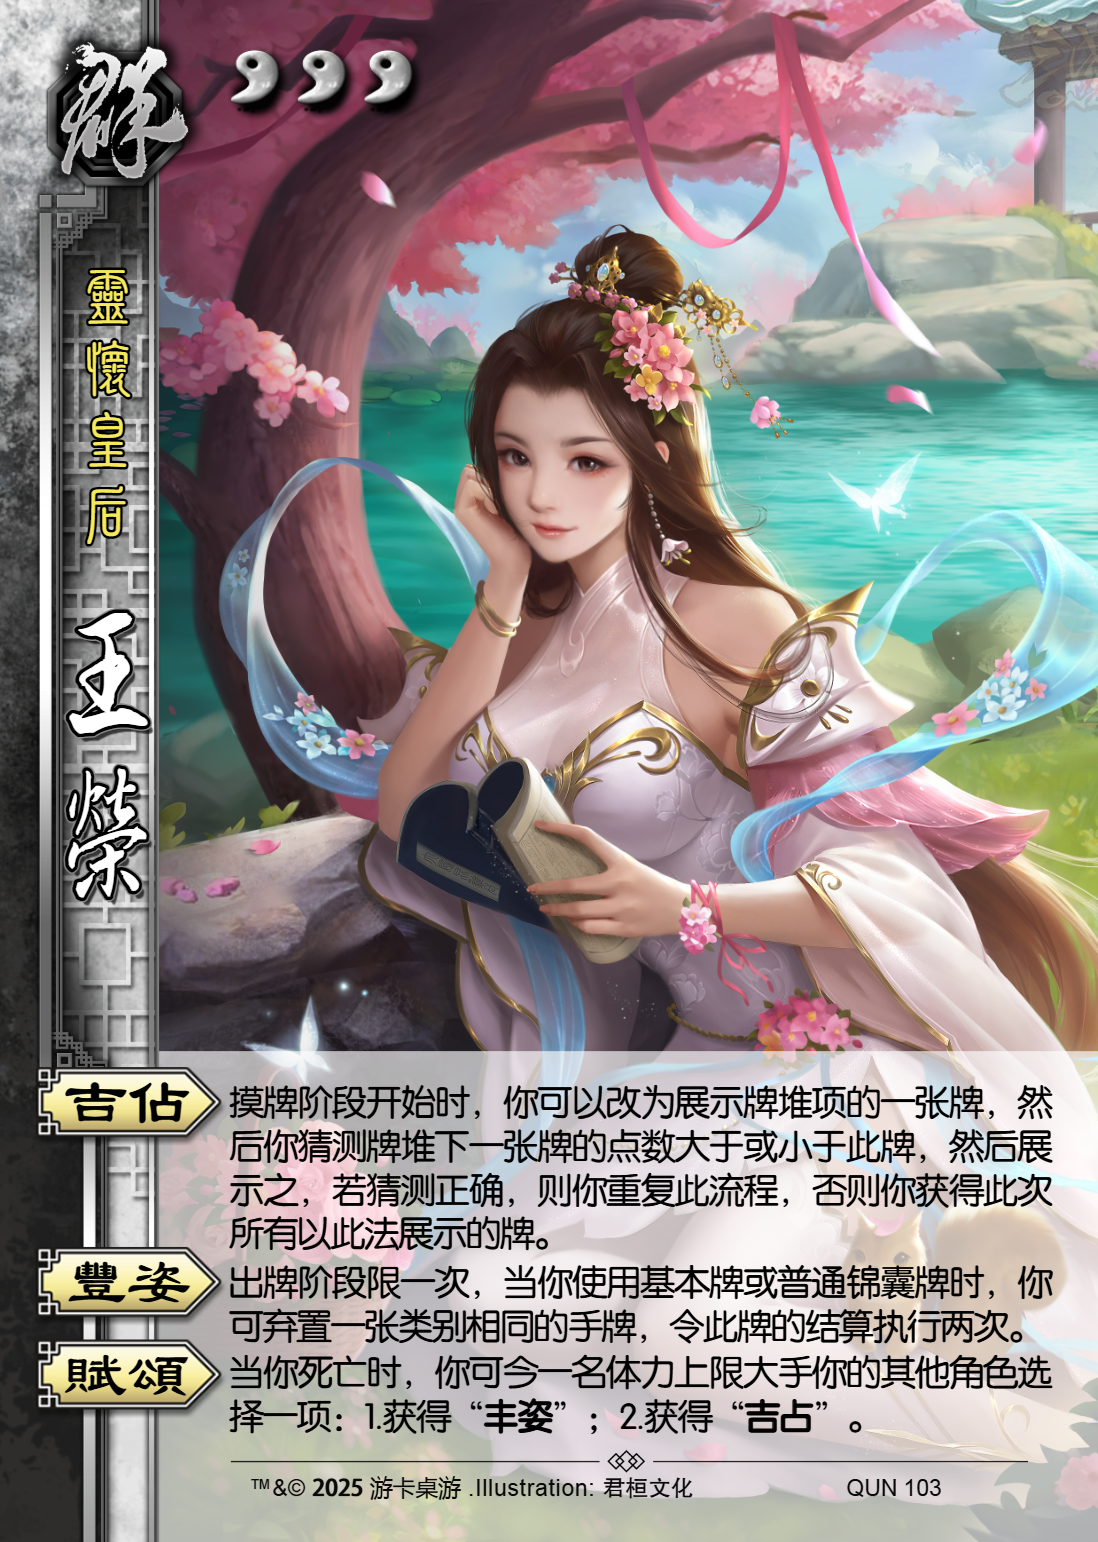 群
靈懷皇后
王榮
吉佔
摸牌阶段开始时，你可以改为展示牌堆项的一张牌，然
后你猜测牌堆下一张牌的点数大于或小于此牌，然后展
示之，若猜测正确，则你重复此流程，否则你获得此次
所有以此法展示的牌。
豐姿
出牌阶段限一次，当你使用基本牌或普通锦囊牌时，你
可弃置一张类别相同的手牌，令此牌的结算执行两次。
賦頌
当你死亡时，你可今一名体力上限大手你的其他角色选
择一项：1.获得“丰姿”；2.获得“吉占”。
™&© 2025 游卡桌游 .Illustration: 君桓文化
QUN 103